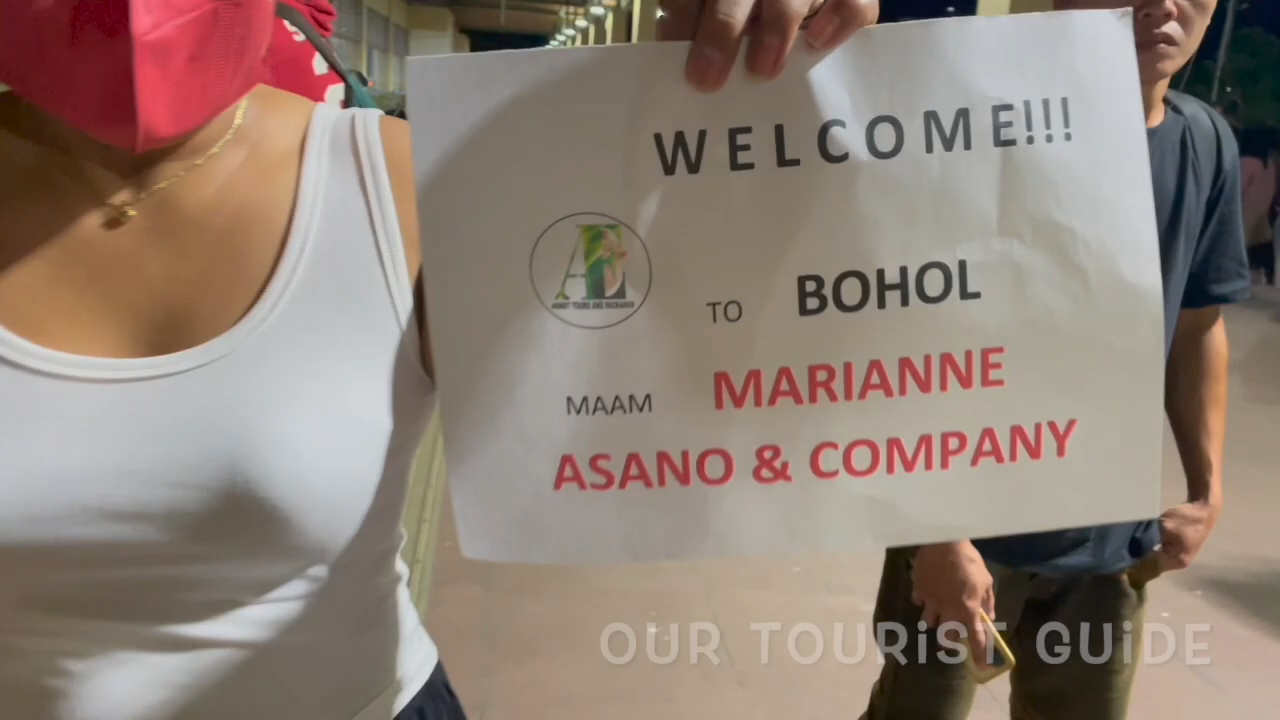 WELCOME!!!
TO BOHOL
MAAM MARIANNE
ASANO & COMPANY
OUR TOURiST GUiDE